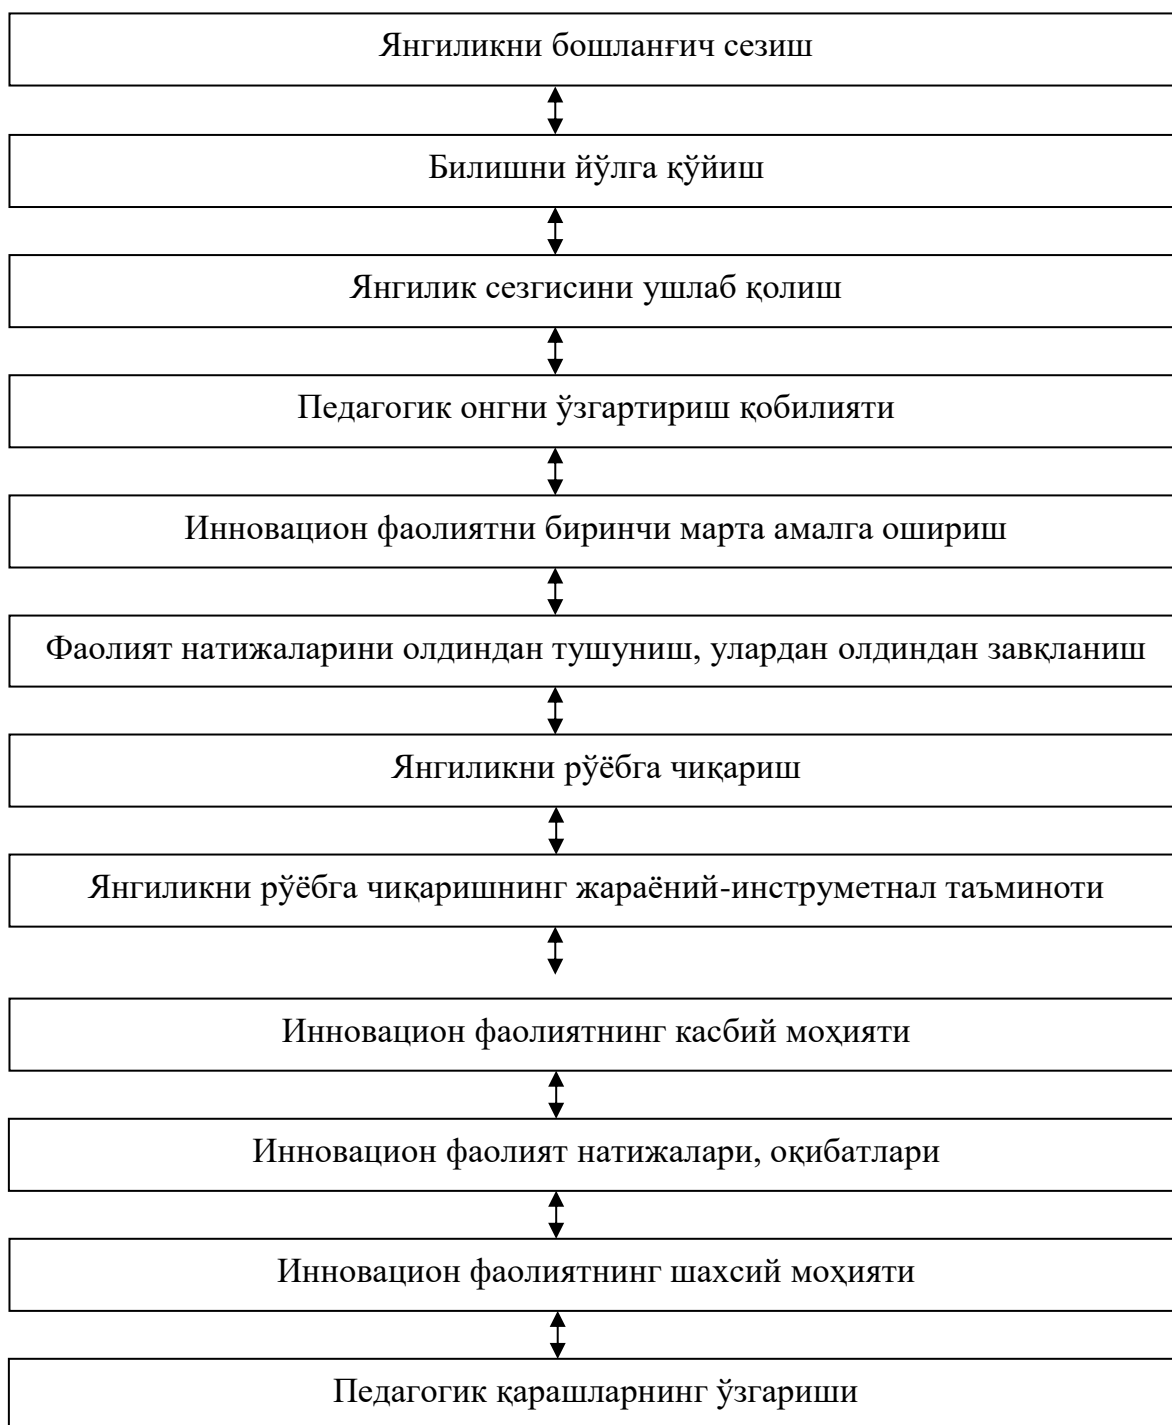 Янгиликни бошланғич сезиш
Билишни йўлга қўйиш
Янгилик сезгисини ушлаб қолиш
Педагогик онгни ўзгартириш қобилияти
Инновацион фаолиятни биринчи марта амалга ошириш
Фаолият натижаларини олдиндан тушуниш, улардан олдиндан завқланиш
Янгиликни рўёбга чиқариш
Янгиликни рўёбга чиқаришнинг жараёний-инструметнал таъминоти
Инновацион фаолиятнинг касбий моҳияти
Инновацион фаолият натижалари, оқибатлари
Инновацион фаолиятнинг шахсий моҳияти
Педагогик қарашларнинг ўзгариши